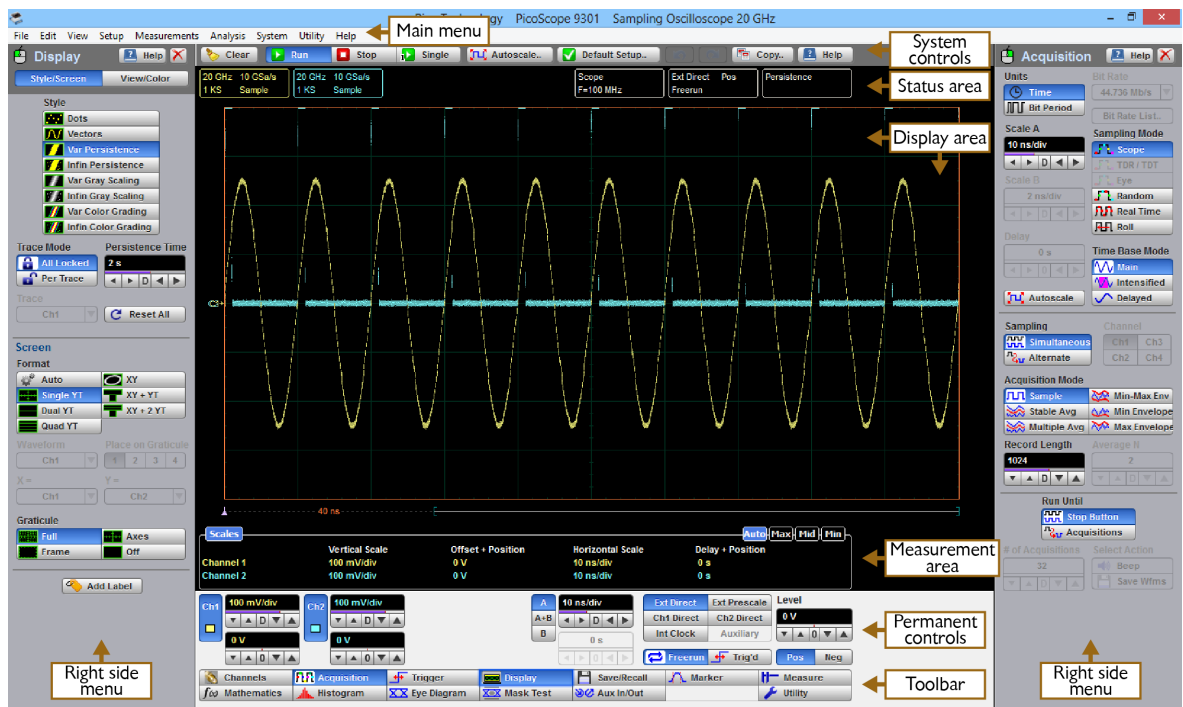 PicoScope 9301 Sampling Oscilloscope 20 GHz
File Edit View Setup Measurements Analysis System Utility Help
Main menu
Display Help
Clear Run Stop Single Autoscale.. Default Setup.. Copy.. Help
System
controls
Acquisition Help
Style/Screen View/Color
20 GHz 10 GSa/s
1 KS Sample
20 GHz 10 GSa/s
1 KS Sample
Scope
F=100 MHz
Ext Direct Pos
Freerun
Persistence
Status area
Display area
Style
Dots
Vectors
Var Persistence
Infin Persistence
Var Gray Scaling
Infin Gray Scaling
Var Color Grading
Infin Color Grading
Trace Mode
All Locked
Per Trace
Persistence Time
2 s
D
Trace
Ch1
Reset All
Screen
Format
Auto
Single YT
Dual YT
Quad YT
XY
XY + YT
XY + 2 YT
Waveform
Ch1
Place on Graticule
1 2 3 4
X =
Ch1
Y =
Ch2
Graticule
Full
Frame
Axes
Off
Add Label
Right side
menu
C3+
40 ns
Scales
Auto Max Mid Min
Vertical Scale Offset + Position Horizontal Scale Delay + Position
Channel 1 100 mV/div 0 V 10 ns/div 0 s
Channel 2 100 mV/div 0 V 10 ns/div 0 s
Measurement
area
Ch1
100 mV/div
D
0 V
0
Ch2
100 mV/div
D
0 V
0
A
A+B
B
10 ns/div
D
0 s
0
Ext Direct Ext Prescale
Ch1 Direct Ch2 Direct
Int Clock Auxiliary
Freerun Trig'd
Level
0 V
0
Pos Neg
Permanent
controls
Channels Acquisition Trigger Display Save/Recall Marker Measure
f(x) Mathematics Histogram Eye Diagram Mask Test Aux In/Out Utility
Toolbar
Units
Time
Bit Period
Bit Rate
44.736 Mb/s
Bit Rate List..
Scale A
10 ns/div
D
Scale B
2 ns/div
D
Delay
0 s
D
Autoscale
Sampling Mode
Scope
TDR / TDT
Eye
Random
Real Time
Roll
Time Base Mode
Main
Intensified
Delayed
Sampling
Simultaneous
Alternate
Channel
Ch1 Ch3
Ch2 Ch4
Acquisition Mode
Sample
Stable Avg
Multiple Avg
Min-Max Env
Min Envelope
Max Envelope
Record Length
1024
D
Average N
2
D
Run Until
Stop Button
Acquisitions
# of Acquisitions
32
D
Select Action
Beep
Save Wfms
Right side
menu